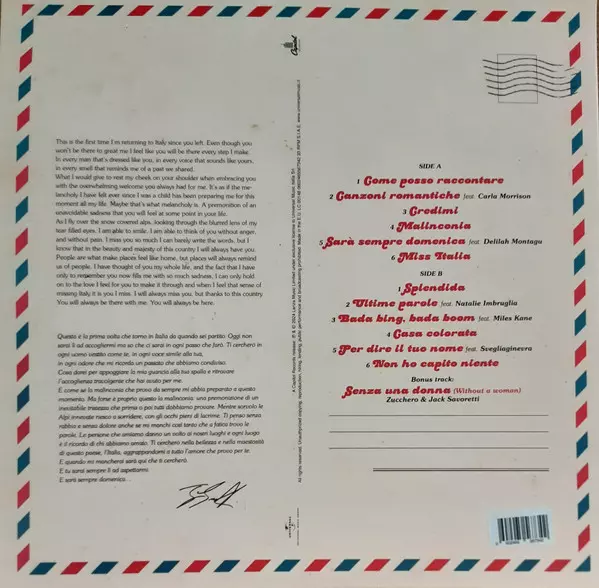 This is the first time I'm returning to Italy since you left. Even though you
won't be there to great me I feel like you will be there every step I make.
In every man that's dressed like you, in every voice that sounds like yours,
in every smell that reminds me of a past we shared.
What I would give to rest my cheek on your shoulder when embracing you with
the overwhelming welcome you always had for me. It's as if the me-
lancholy I have felt ever since I was a child has been preparing me for this
moment all my life. Maybe that's what melancholy is. A premonition of an
unavoidable sadness that you will feel at some point in your life.
As I fly over the snow covered alps, looking through the blurred lens of my
tear filled eyes, I am able to smile. I am able to think of you without anger,
and without pain. I miss you so much I can barely write the words, but I
know that in the beauty and majesty of this country I will always have you.
People are what make places feel like home, but places will always remind
us of people. I have thought of you my whole life, and the fact that I have
only to remember you now fills me with so much sadness. I can only hold
on to the love I feel for you to make it through and when I feel that sense of
missing Italy it is you I miss. I will always miss you, but thanks to this country
You will always be there with me. You will always be here.
Questa è la prima volta che torno in Italia da quando sei partito. Oggi non
sarai lì ad accogliermi ma so che ci sarai in ogni passo che farò. Ti cercherò in
ogni uomo vestito come te, in ogni voce simile alla tua,
in ogni odore che mi ricorda un passato che abbiamo condiviso.
Cosa darei per appoggiare la mia guancia alla tua spalla e ritrovare
l'accoglienza travolgente che hai avuto per me.
È come se la malinconia che provo da sempre mi abbia preparato a questo
momento. Ma forse è proprio questa la malinconia: una premonizione di un
inevitabile tristezza che prima o poi tutti dobbiamo provare. Mentre sorvolo le
Alpi innevate riesco a sorridere, con gli occhi pieni di lacrime. Ti penso senza
rabbia e senza dolore anche se mi manchi così tanto che a fatica trovo le
parole. Le persone che amiamo danno un volto ai nostri luoghi e ogni luogo
è il ricordo di chi abbiamo amato. Ti cercherò nella bellezza e nella maestosità
di questo paese, l'Italia, aggrappandomi a tutto l'amore che provo per te.
E quando mi mancherai sarà qui che ti cercherò.
E tu sarai sempre lì ad aspettarmi.
E sarà sempre domenica...
Capitol
SIDE A
1 Come posso raccontare
2 Canzoni romantiche feat. Carla Morrison
3 Credimi
4 Malinconia
5 Sarà sempre domenica feat. Delilah Montagu
6 Miss Italia
SIDE B
1 Splendida
2 Ultime parole feat. Natalie Imbruglia
3 Bada bing, bada boom feat. Miles Kane
4 Casa colorata
5 Per dire il tuo nome feat. Svegliaginevra
6 Non ho capito niente
Bonus track:
Senza una donna (Without a woman)
Zucchero & Jack Savoretti